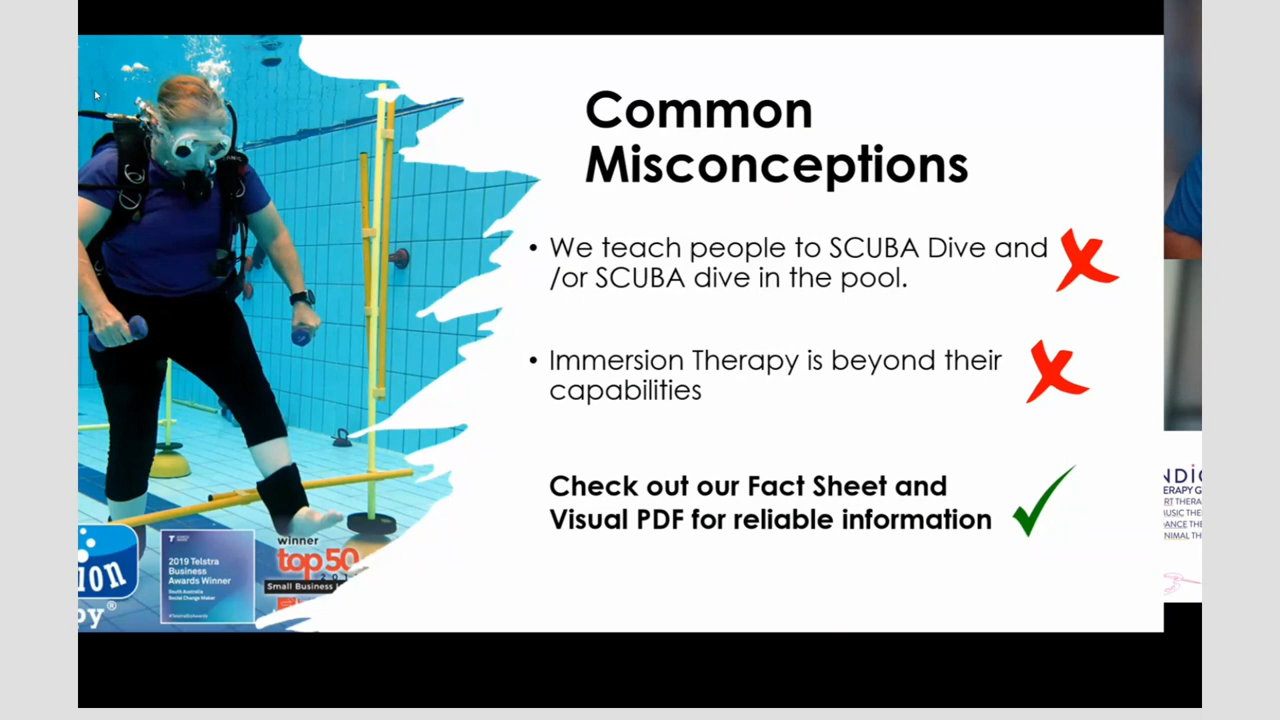 Common
Misconceptions
• We teach people to SCUBA Dive and
/or SCUBA dive in the pool.
• Immersion Therapy is beyond their
capabilities
Check out our Fact Sheet and
Visual PDF for reliable information
2019 Telstra
Business
Awards Winner
South Australia
Social Change Maker
#TelstraBizAwards
winner
top50
Small Business